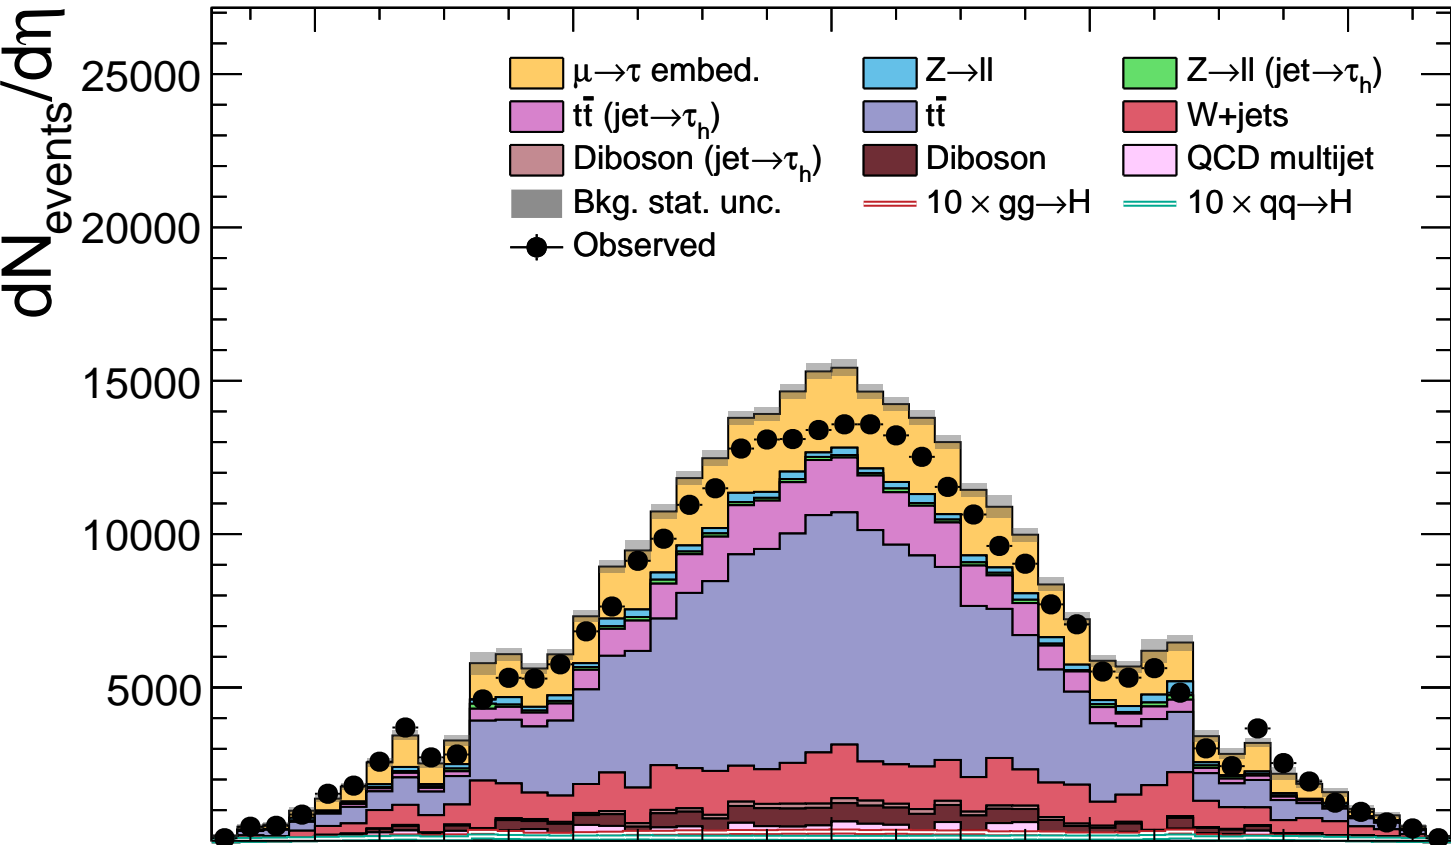 dN_events/dη
25000
20000
15000
10000
5000
μ→τ embed. Z→ll Z→ll (jet→τ_h)
tt̄ (jet→τ_h) tt̄ W+jets
Diboson (jet→τ_h) Diboson QCD multijet
Bkg. stat. unc. 10 × gg→H 10 × qq→H
Observed